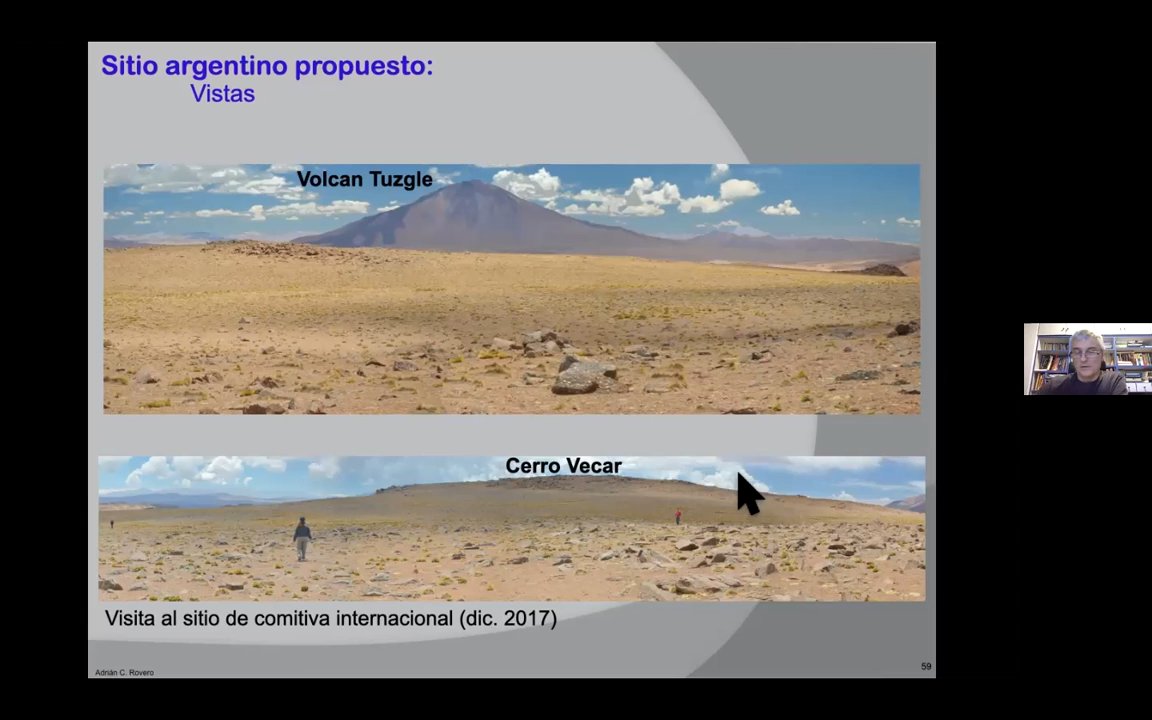 Sitio argentino propuesto:
Vistas
Volcan Tuzgle
Cerro Vecar
Visita al sitio de comitiva internacional (dic. 2017)
Adrián C. Rovero
59